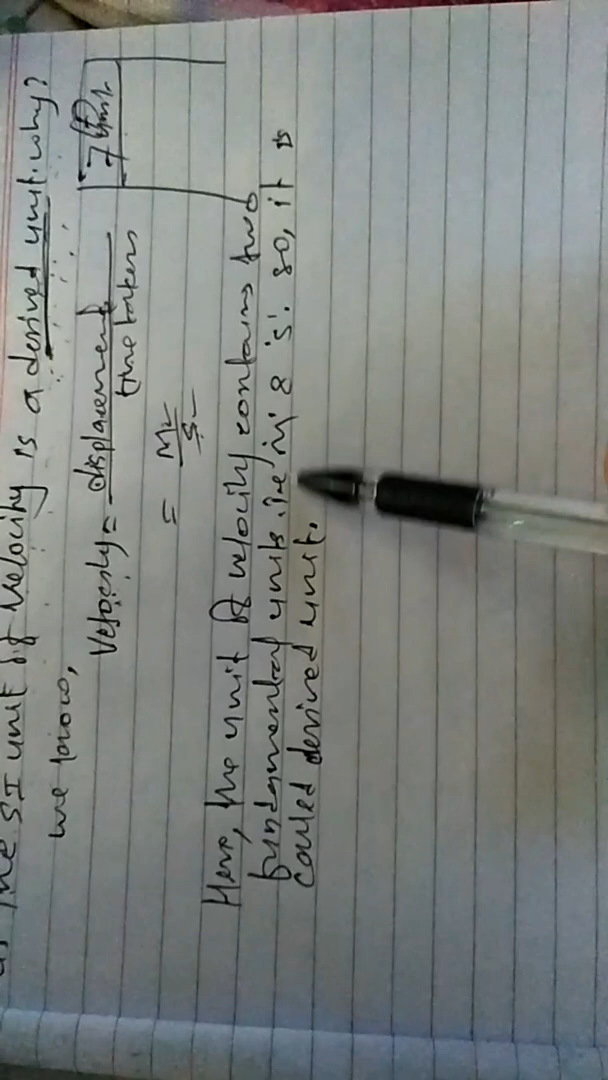 The SI unit of velocity is a derived unit. why?
we know,
Velocity = displacement
time taken
= m
s
Here, the unit of velocity contains two
fundamental units i.e 'm' & 's'. so, it is
called derived unit.